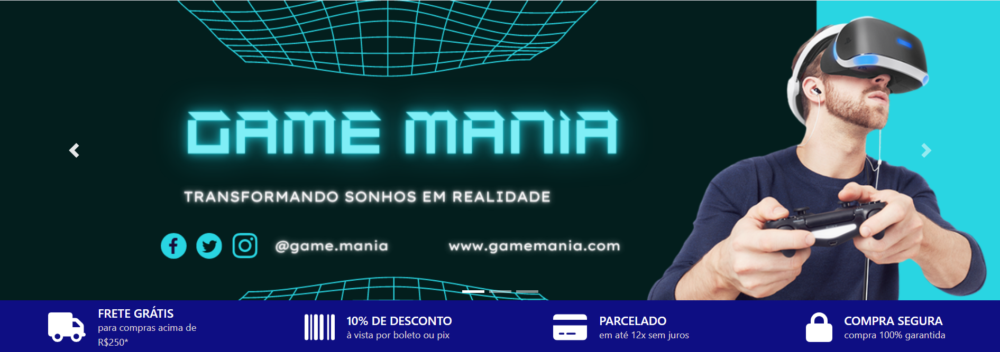 GAME MANIA
TRANSFORMANDO SONHOS EM REALIDADE
@game.mania www.gamemania.com
FRETE GRÁTIS
para compras acima de
R$250*
10% DE DESCONTO
à vista por boleto ou pix
PARCELADO
em até 12x sem juros
COMPRA SEGURA
compra 100% garantida